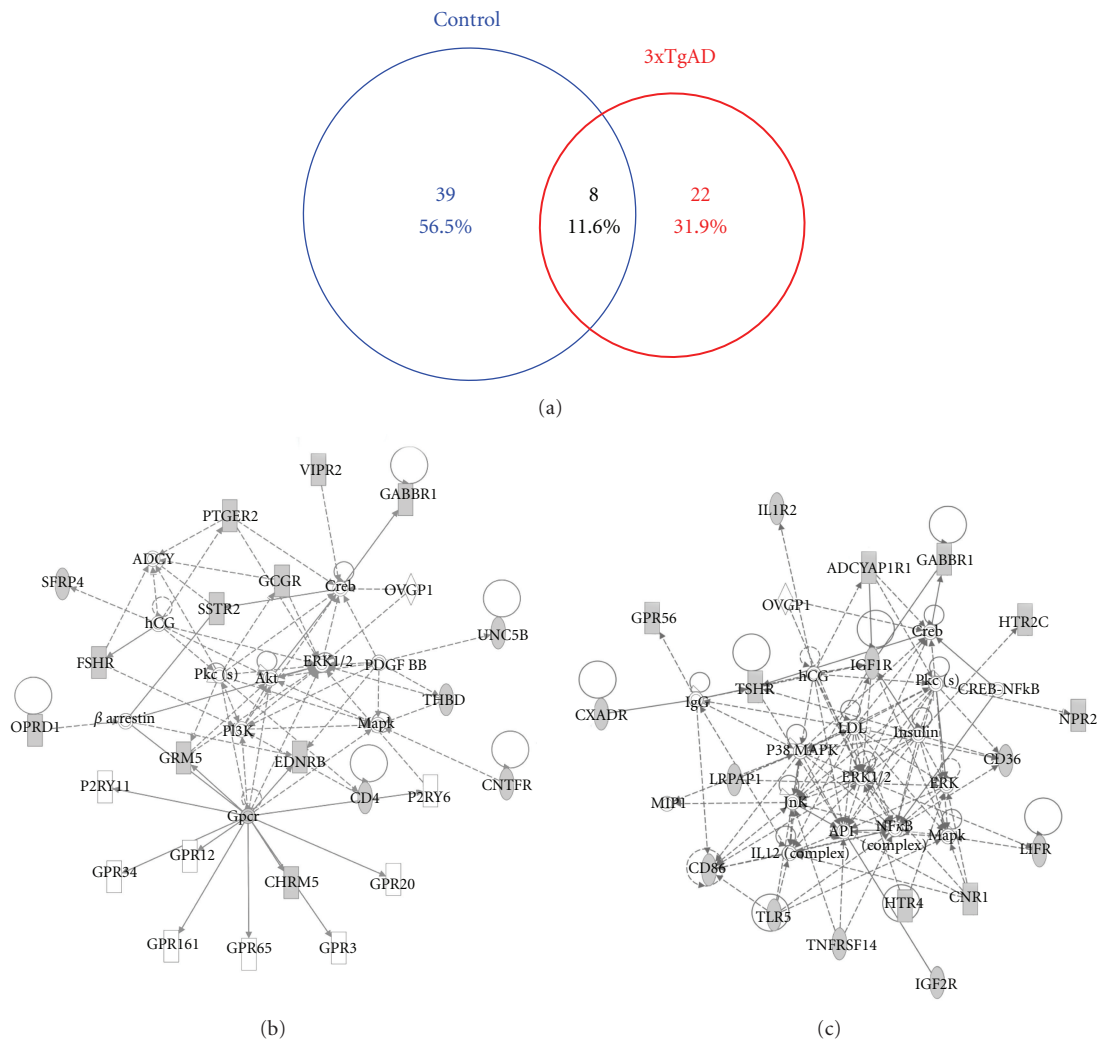 Control
3xTgAD
39
56.5%
8
11.6%
22
31.9%
(a)
VIPR2
GABBR1
PTGER2
ADCY
SFRP4
GCGR
Creb
OVGP1
SSTR2
hCG
UNC5B
FSHR
Pkc (s)
Akt
ERK1/2
PDGF BB
THBD
OPRD1
β arrestin
PI3K
Mapk
GRM5
EDNRB
P2RY11
CD4
P2RY6
CNTFR
Gpcr
GPR12
GPR34
CHRM5
GPR20
GPR161
GPR65
GPR3
(b)
IL1R2
ADCYAP1R1
GABBR1
OVGP1
GPR56
HTR2C
Creb
IGF1R
hCG
Pkc (s)
CREB-NFkB
TSHR
IgG
CXADR
NPR2
LDL
Insulin
P38 MAPK
CD36
LRPAP1
ERK1/2
ERK
MIP1
Jnk
AP1
NFκB
(complex)
Mapk
IL12 (complex)
LIFR
CD86
HTR4
CNR1
TLR5
TNFRSF14
IGF2R
(c)